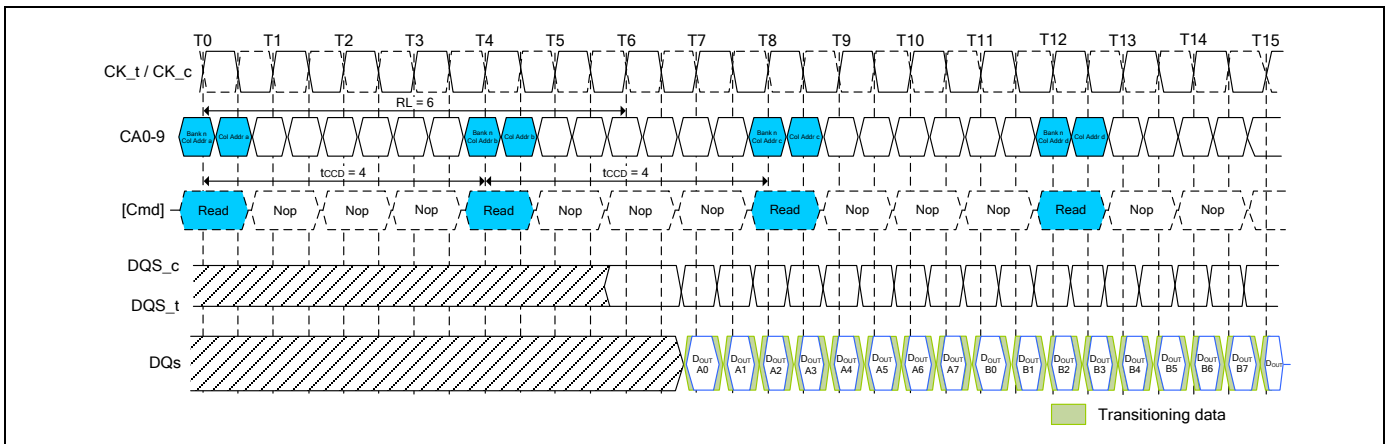 T0 T1 T2 T3 T4 T5 T6 T7 T8 T9 T10 T11 T12 T13 T14 T15
CK_t / CK_c
RL = 6
CA0-9
Bank n Col Addr a Col Addr a Bank n Col Addr b Col Addr b Bank n Col Addr c Col Addr c Bank n Col Addr d Col Addr d
tCCD = 4 tCCD = 4
[Cmd] Read Nop Nop Nop Read Nop Nop Nop Read Nop Nop Nop Read Nop Nop
DQS_c
DQS_t
DQs
DOUT A0 DOUT A1 DOUT A2 DOUT A3 DOUT A4 DOUT A5 DOUT A6 DOUT A7 DOUT B0 DOUT B1 DOUT B2 DOUT B3 DOUT B4 DOUT B5 DOUT B6 DOUT B7 DOUT
Transitioning data